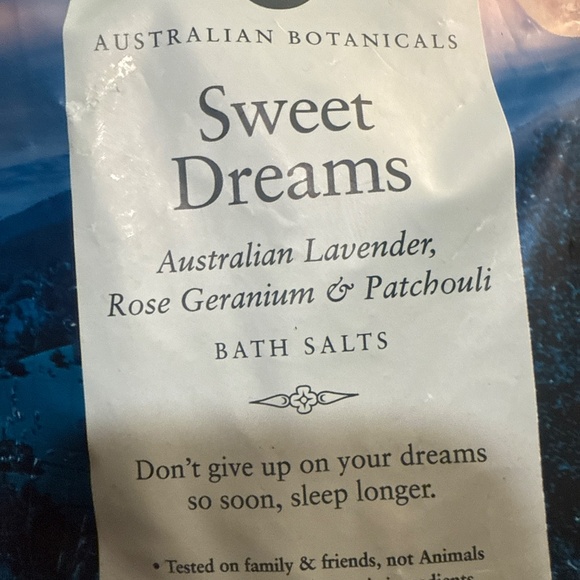 AUSTRALIAN BOTANICALS
Sweet
Dreams
Australian Lavender,
Rose Geranium & Patchouli
BATH SALTS
Don't give up on your dreams
so soon, sleep longer.
• Tested on family & friends, not Animals